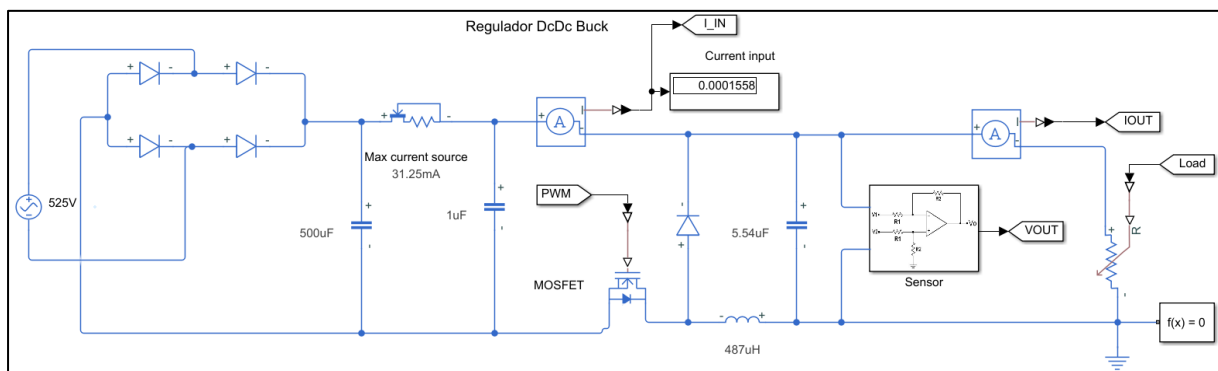 Regulador DcDc Buck
I_IN
Current input
0.0001558
+ - + -
+ - + -
525V
+ -
Max current source
31.25mA
+
-
500uF
+
-
1uF
+ A I -
PWM
MOSFET
-
+
- +
487uH
+
-
5.54uF
R2
V1 R1
V2 R1
Vo
R2
Sensor
VOUT
+ A I -
IOUT
Load
R
+
-
f(x) = 0